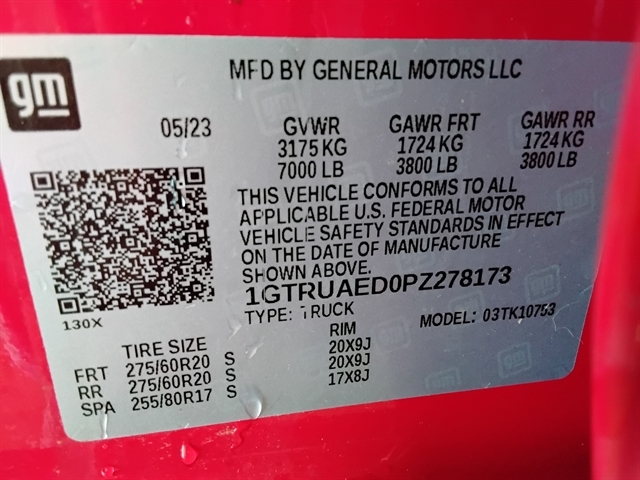 gm
MFD BY GENERAL MOTORS LLC
05/23 GVWR GAWR FRT GAWR RR
3175 KG 1724 KG 1724 KG
7000 LB 3800 LB 3800 LB
THIS VEHICLE CONFORMS TO ALL
APPLICABLE U.S. FEDERAL MOTOR
VEHICLE SAFETY STANDARDS IN EFFECT
ON THE DATE OF MANUFACTURE
SHOWN ABOVE.
1GTRUAED0PZ278173
130X
TYPE: TRUCK MODEL: 03TK10753
TIRE SIZE RIM
FRT 275/60R20 S 20X9J
RR 275/60R20 S 20X9J
SPA 255/80R17 S 17X8J